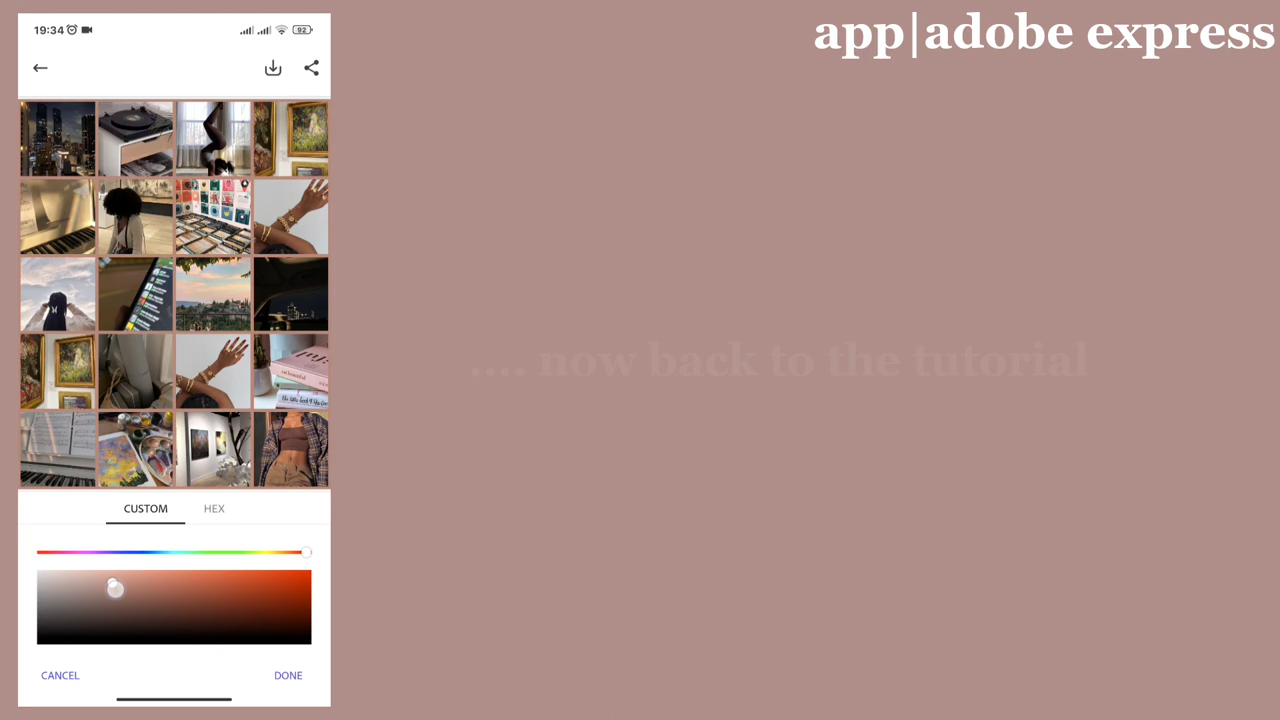 app|adobe express
19:34
92
.... now back to the tutorial
CUSTOM
HEX
CANCEL
DONE